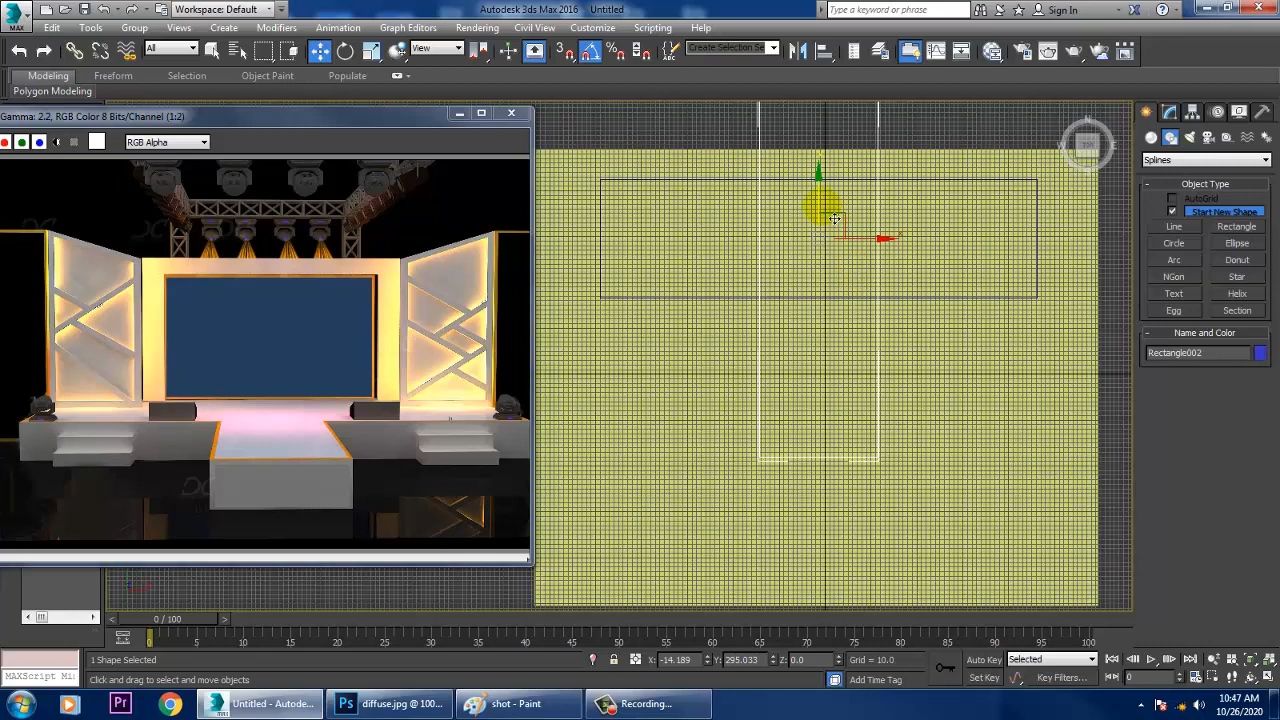 Workspace: Default
Autodesk 3ds Max 2016
Untitled
Type a keyword or phrase
Sign In
MAX
Edit
Tools
Group
Views
Create
Modifiers
Animation
Graph Editors
Rendering
Civil View
Customize
Scripting
Help
All
View
3
Create Selection Se
Modeling
Freeform
Selection
Object Paint
Populate
Polygon Modeling
Gamma: 2.2, RGB Color 8 Bits/Channel (1:2)
RGB Alpha
Splines
Object Type
AutoGrid
Start New Shape
Line
Rectangle
Circle
Ellipse
Arc
Donut
NGon
Star
Text
Helix
Egg
Section
Name and Color
Rectangle002
0 / 100
0 5 10 15 20 25 30 35 40 45 50 55 60 65 70 75 80 85 90 95 100
1 Shape Selected
X: -14.189
Y: 295.033
Z: 0.0
Grid = 10.0
Auto Key
Selected
MAXScript Mi:
Click and drag to select and move objects
Add Time Tag
Set Key
Key Filters...
0
Untitled - Autode...
diffuse.jpg @ 100...
shot - Paint
Recording...
10:47 AM
10/26/2020